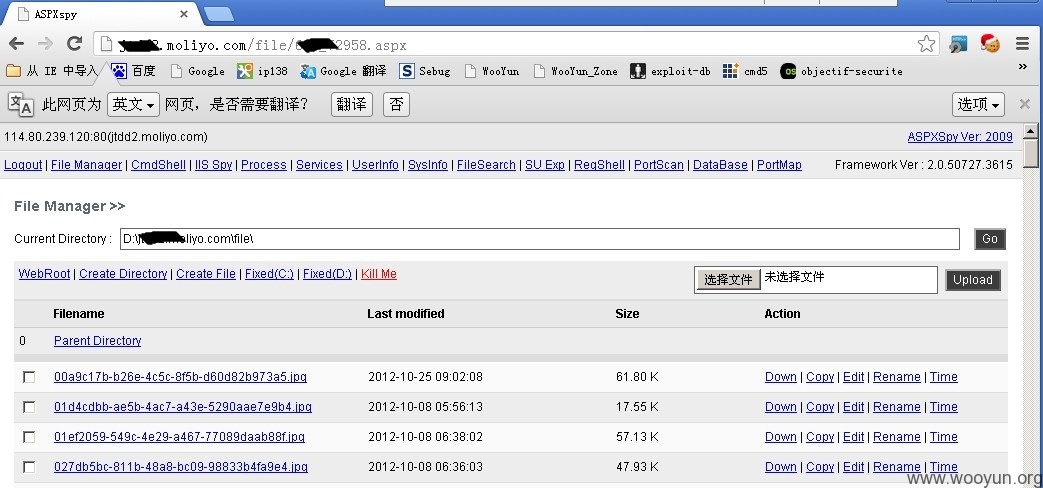 ASPXspy
.moliyo.com/file/ 2958.aspx
从 IE 中导入 百度 Google ip138 Google 翻译 Sebug WooYun WooYun_Zone exploit-db cmd5 objectif-securite »
此网页为 英文 网页，是否需要翻译？ 翻译 否 选项
114.80.239.120:80(jtdd2.moliyo.com) ASPXSpy Ver: 2009
Logout | File Manager | CmdShell | IIS Spy | Process | Services | UserInfo | SysInfo | FileSearch | SU Exp | RegShell | PortScan | DataBase | PortMap Framework Ver : 2.0.50727.3615
File Manager >>
Current Directory : D:\ oliyo.com\file\ Go
WebRoot | Create Directory | Create File | Fixed(C:) | Fixed(D:) | Kill Me 选择文件 未选择文件 Upload
Filename Last modified Size Action
0 Parent Directory
00a9c17b-b26e-4c5c-8f5b-d60d82b973a5.jpg 2012-10-25 09:02:08 61.80 K Down | Copy | Edit | Rename | Time
01d4cdbb-ae5b-4ac7-a43e-5290aae7e9b4.jpg 2012-10-08 05:56:13 17.55 K Down | Copy | Edit | Rename | Time
01ef2059-549c-4e29-a467-77089daab88f.jpg 2012-10-08 06:38:02 57.13 K Down | Copy | Edit | Rename | Time
027db5bc-811b-48a8-bc09-98833b4fa9e4.jpg 2012-10-08 06:36:03 47.93 K Down | Copy | Edit | Rename | Time
www.wooyun.org